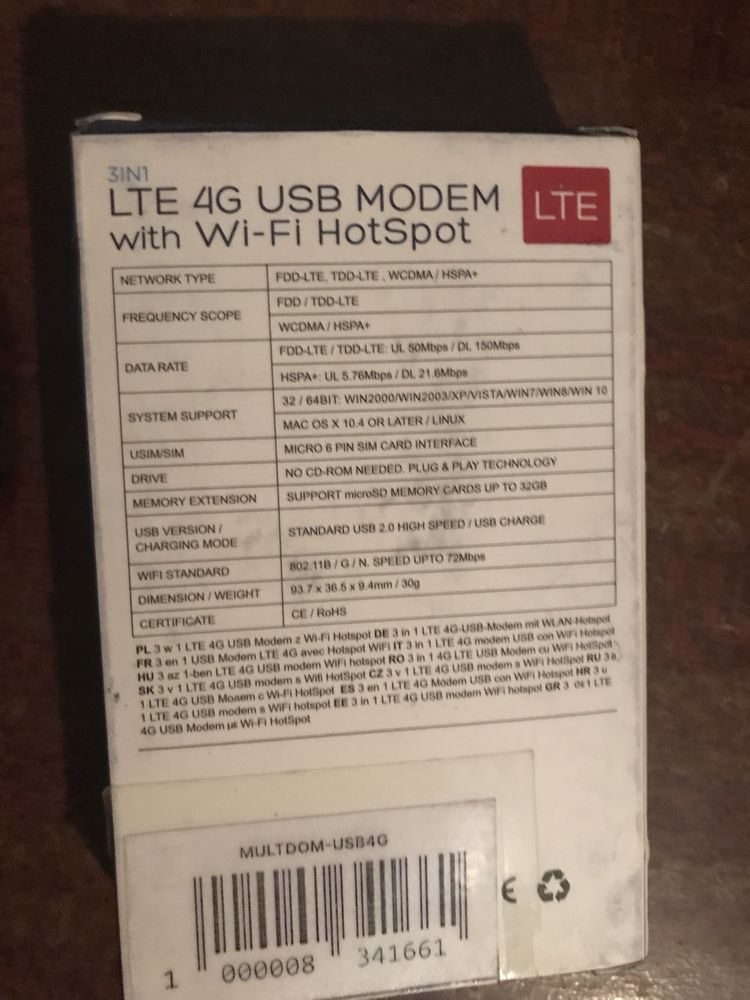 3IN1
LTE 4G USB MODEM
with Wi-Fi HotSpot
LTE
NETWORK TYPE
FDD-LTE, TDD-LTE , WCDMA / HSPA+
FREQUENCY SCOPE
FDD / TDD-LTE
WCDMA / HSPA+
DATA RATE
FDD-LTE / TDD-LTE: UL 50Mbps / DL 150Mbps
HSPA+: UL 5.76Mbps / DL 21.6Mbps
SYSTEM SUPPORT
32 / 64BIT: WIN2000/WIN2003/XP/VISTA/WIN7/WIN8/WIN 10
MAC OS X 10.4 OR LATER / LINUX
USIM/SIM
MICRO 6 PIN SIM CARD INTERFACE
DRIVE
NO CD-ROM NEEDED. PLUG & PLAY TECHNOLOGY
MEMORY EXTENSION
SUPPORT microSD MEMORY CARDS UP TO 32GB
USB VERSION /
CHARGING MODE
STANDARD USB 2.0 HIGH SPEED / USB CHARGE
WIFI STANDARD
802.11B / G / N. SPEED UPTO 72Mbps
DIMENSION / WEIGHT
93.7 x 36.5 x 9.4mm / 30g
CERTIFICATE
CE / RoHS
PL 3 w 1 LTE 4G USB Modem z Wi-Fi Hotspot DE 3 in 1 LTE 4G-USB-Modem mit WLAN-Hotspot
FR 3 en 1 USB Modem LTE 4G avec Hotspot WiFi IT 3 in 1 LTE 4G modem USB con WiFi Hotspot
HU 3 az 1-ben LTE 4G USB modem WiFi hotspot RO 3 in 1 4G LTE USB Modem cu WiFi HotSpot
SK 3 v 1 LTE 4G USB modem s Wifi HotSpot CZ 3 v 1 LTE 4G USB modem s WiFi HotSpot RU 3 в
1 LTE 4G USB Модем с Wi-Fi HotSpot ES 3 en 1 LTE 4G Modem USB con WiFi Hotspot HR 3 u
1 LTE 4G USB modem s WiFi hotspot EE 3 in 1 LTE 4G USB modem WiFi hotspot GR 3 σε 1 LTE
4G USB Modem με Wi-Fi HotSpot
MULTDOM-USB4G
1 000008 341661